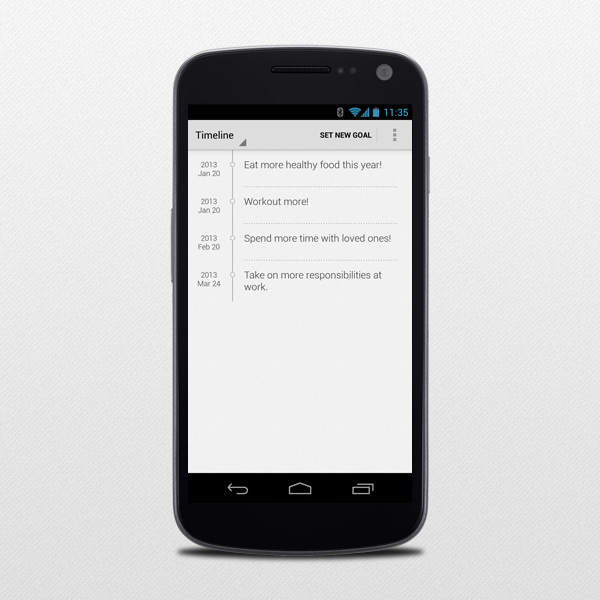 11:35
Timeline
SET NEW GOAL
2013
Jan 20
Eat more healthy food this year!
2013
Jan 20
Workout more!
2013
Feb 20
Spend more time with loved ones!
2013
Mar 24
Take on more responsibilities at
work.